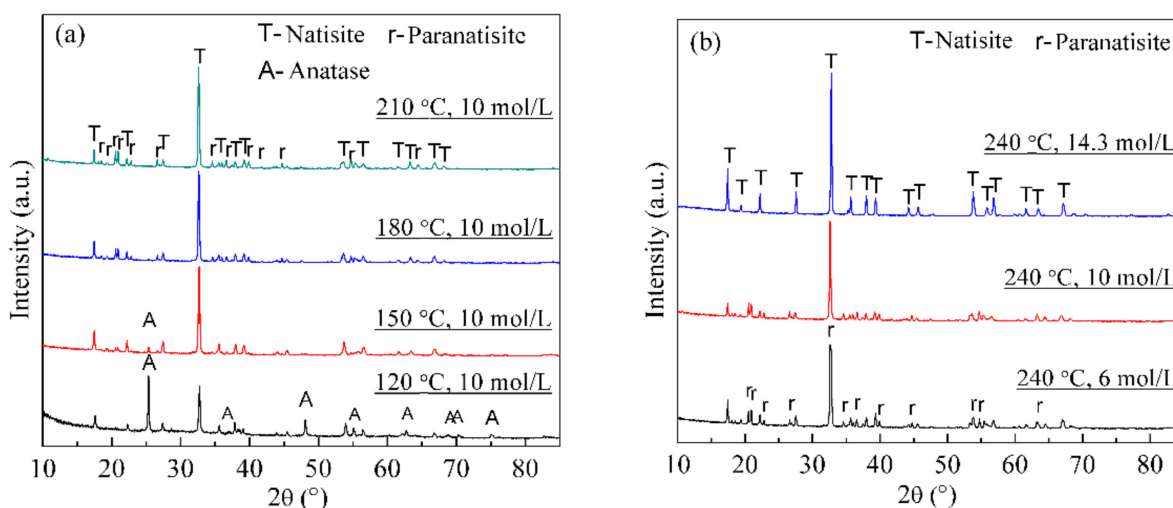 (a)
T-Natisite r-Paranatisite
A- Anatase
T
210 °C, 10 mol/L
T r r r r T r r T r T r T r T r r r T r T T T r T T
180 °C, 10 mol/L
150 °C, 10 mol/L
A
120 °C, 10 mol/L
A A A A A A A A
Intensity (a.u.)
10 20 30 40 50 60 70 80
2θ (°)
(b)
T-Natisite r-Paranatisite
T
240 °C, 14.3 mol/L
T T T T T T T T T T T T T T T
240 °C, 10 mol/L
240 °C, 6 mol/L
r
r r r r r r r r r r r
Intensity (a.u.)
10 20 30 40 50 60 70 80
2θ (°)